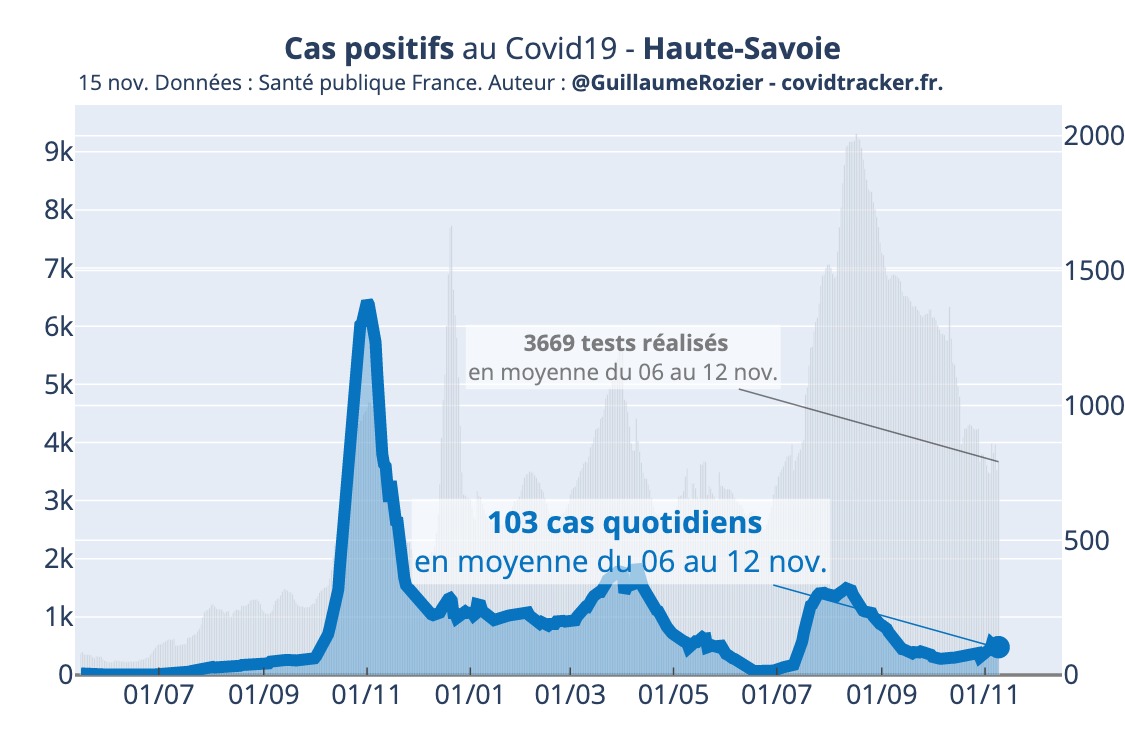 Cas positifs au Covid19 - Haute-Savoie
15 nov. Données : Santé publique France. Auteur : @GuillaumeRozier - covidtracker.fr.
9k
8k
7k
6k
5k
4k
3k
2k
1k
0
2000
1500
1000
500
0
3669 tests réalisés
en moyenne du 06 au 12 nov.
103 cas quotidiens
en moyenne du 06 au 12 nov.
01/07 01/09 01/11 01/01 01/03 01/05 01/07 01/09 01/11